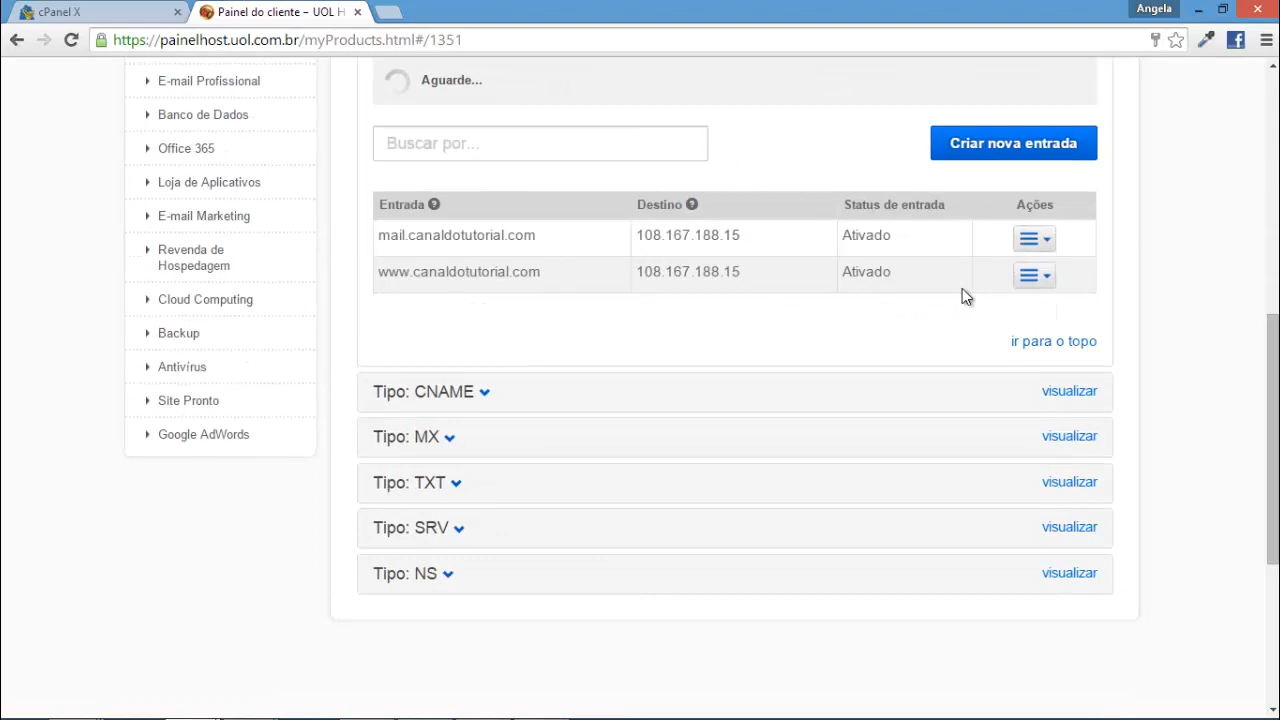 cPanel X
Painel do cliente – UOL H
Angela
https://painelhost.uol.com.br/myProducts.html#/1351
E-mail Profissional
Banco de Dados
Office 365
Loja de Aplicativos
E-mail Marketing
Revenda de
Hospedagem
Cloud Computing
Backup
Antivírus
Site Pronto
Google AdWords
Aguarde...
Buscar por...
Criar nova entrada
Entrada ? Destino ? Status de entrada Ações
mail.canaldotutorial.com 108.167.188.15 Ativado
www.canaldotutorial.com 108.167.188.15 Ativado
ir para o topo
Tipo: CNAME visualizar
Tipo: MX visualizar
Tipo: TXT visualizar
Tipo: SRV visualizar
Tipo: NS visualizar